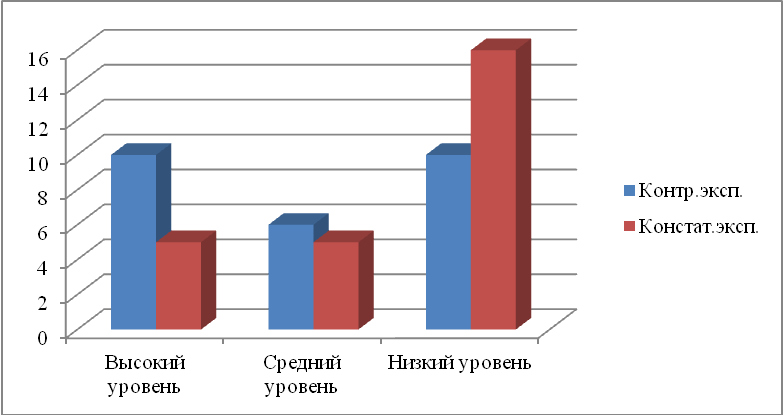 16
14
12
10
8
6
4
2
0
Высокий
уровень
Средний
уровень
Низкий уровень
Контр.эксп.
Констат.эксп.